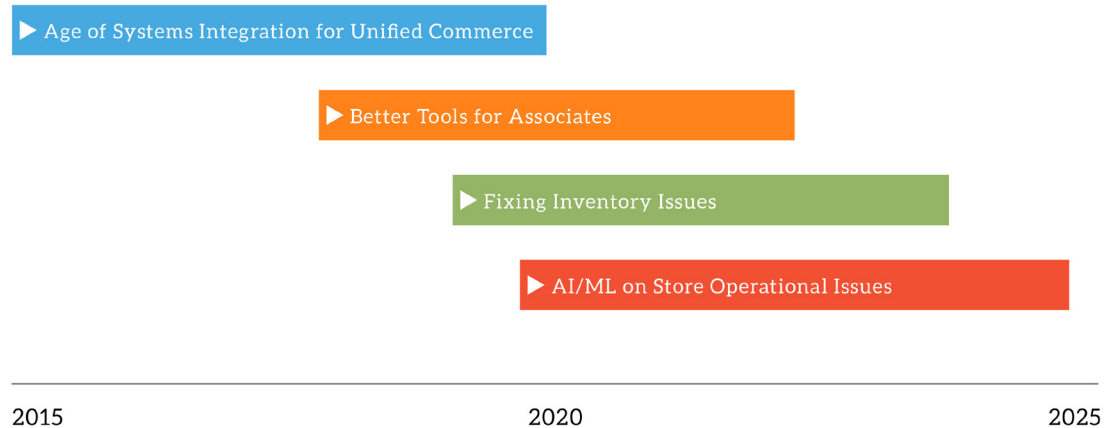 Age of Systems Integration for Unified Commerce
Better Tools for Associates
Fixing Inventory Issues
AI/ML on Store Operational Issues
2015 2020 2025